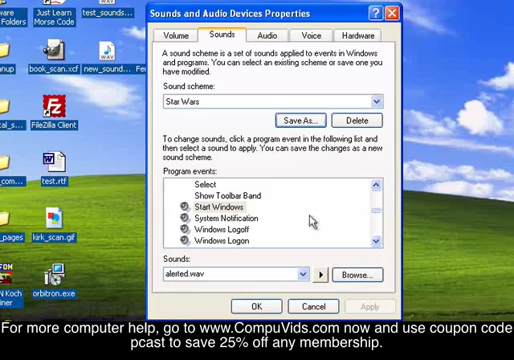 Sounds and Audio Devices Properties
Volume Sounds Audio Voice Hardware
A sound scheme is a set of sounds applied to events in Windows
and programs. You can select an existing scheme or save one you
have modified.
Sound scheme:
Star Wars
Save As... Delete
To change sounds, click a program event in the following list and
then select a sound to apply. You can save the changes as a new
sound scheme.
Program events:
Select
Show Toolbar Band
Start Windows
System Notification
Windows Logoff
Windows Logon
Sounds:
alerted.wav
Browse...
OK Cancel Apply
Folders
Just Learn
Morse Code
test_sounds...
book_scan.xcf
new_sound...
FileZilla Client
test.rtf
_pages
kirk_scan.gif
N Koch
orbitron.exe
For more computer help, go to www.CompuVids.com now and use coupon code
pcast to save 25% off any membership.